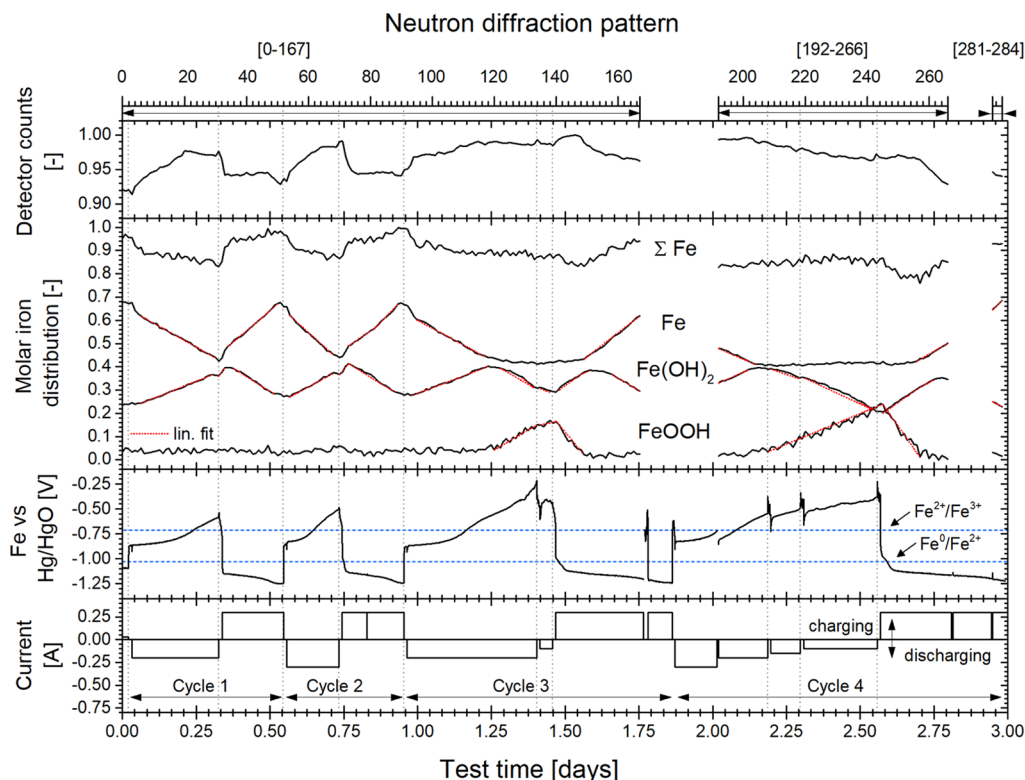 Neutron diffraction pattern
[0-167] [192-266] [281-284]
0 20 40 60 80 100 120 140 160 200 220 240 260
Detector counts
[-]
1.00
0.95
0.90
Molar iron
distribution [-]
1.0
0.9
0.8
0.7
0.6
0.5
0.4
0.3
0.2
0.1
0.0
Σ Fe
Fe
Fe(OH)2
FeOOH
lin. fit
Fe vs
Hg/HgO [V]
-0.25
-0.50
-0.75
-1.00
-1.25
Fe2+/Fe3+
Fe0/Fe2+
Current
[A]
0.25
0.00
-0.25
-0.50
-0.75
charging
discharging
Cycle 1 Cycle 2 Cycle 3 Cycle 4
0.00 0.25 0.50 0.75 1.00 1.25 1.50 1.75 2.00 2.25 2.50 2.75 3.00
Test time [days]